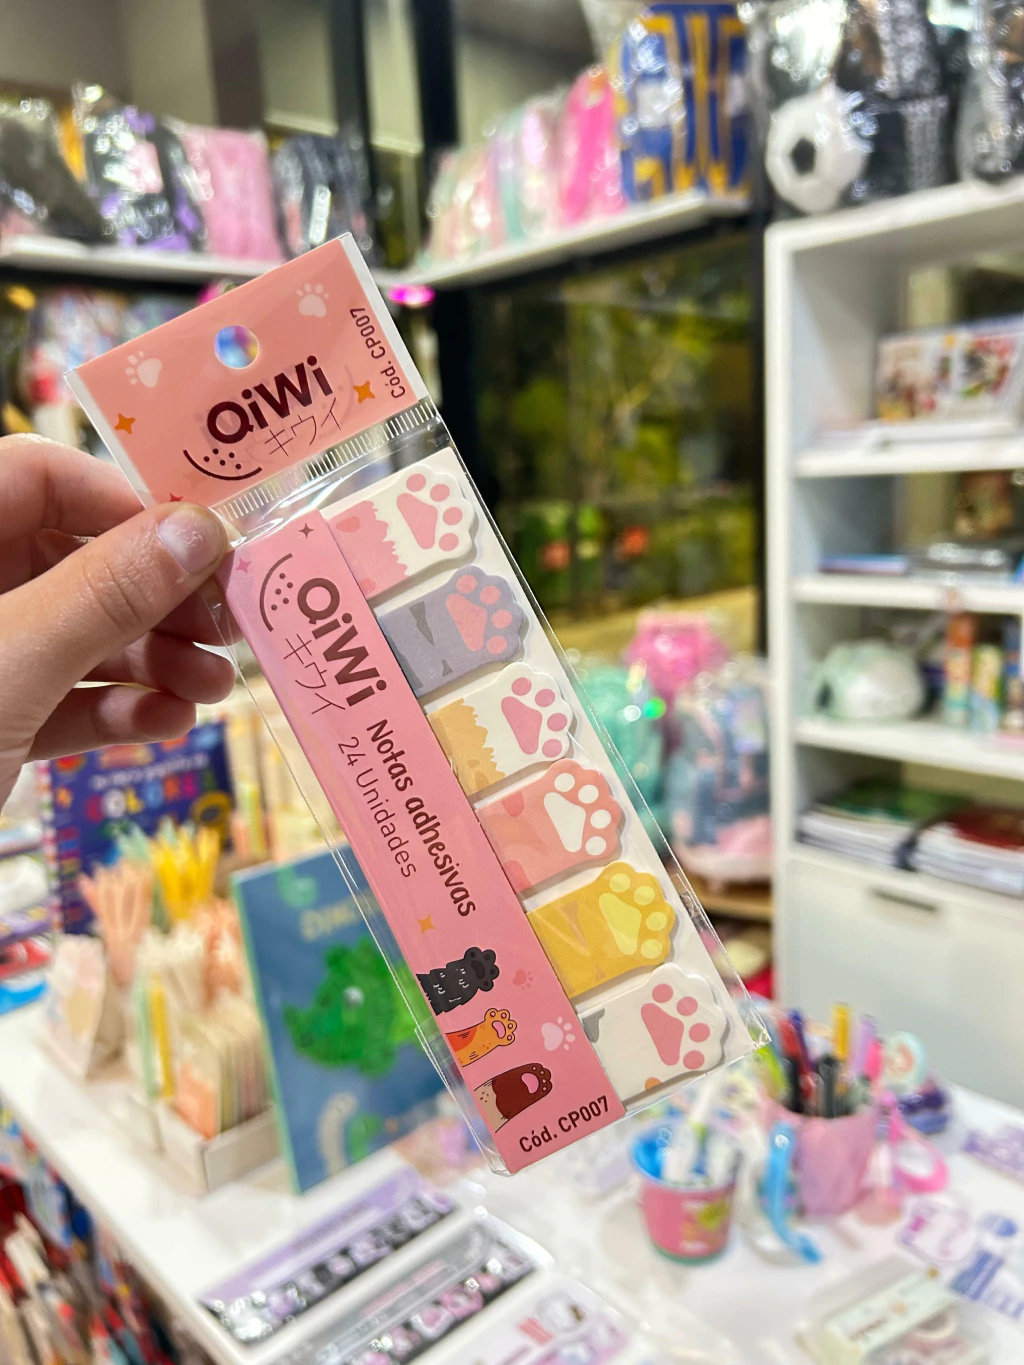 QiWi
キウイ
Cód. CP007
QiWi
キウイ
Notas adhesivas
24 Unidades
Cód. CP007